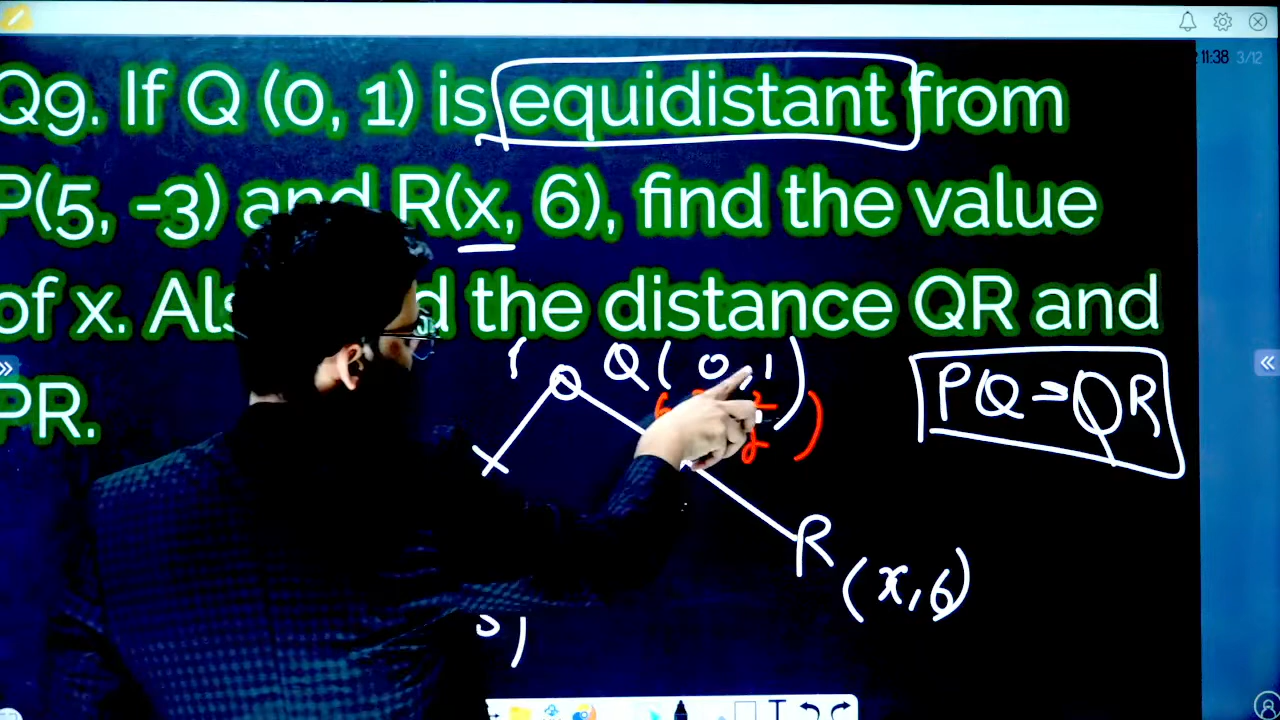 11:38 3/12
Q9. If Q (0, 1) is equidistant from
P(5, -3) and R(x, 6), find the value
of x. Als d the distance QR and
PR.
Q (0,1)
PQ = QR
R
(x,6)